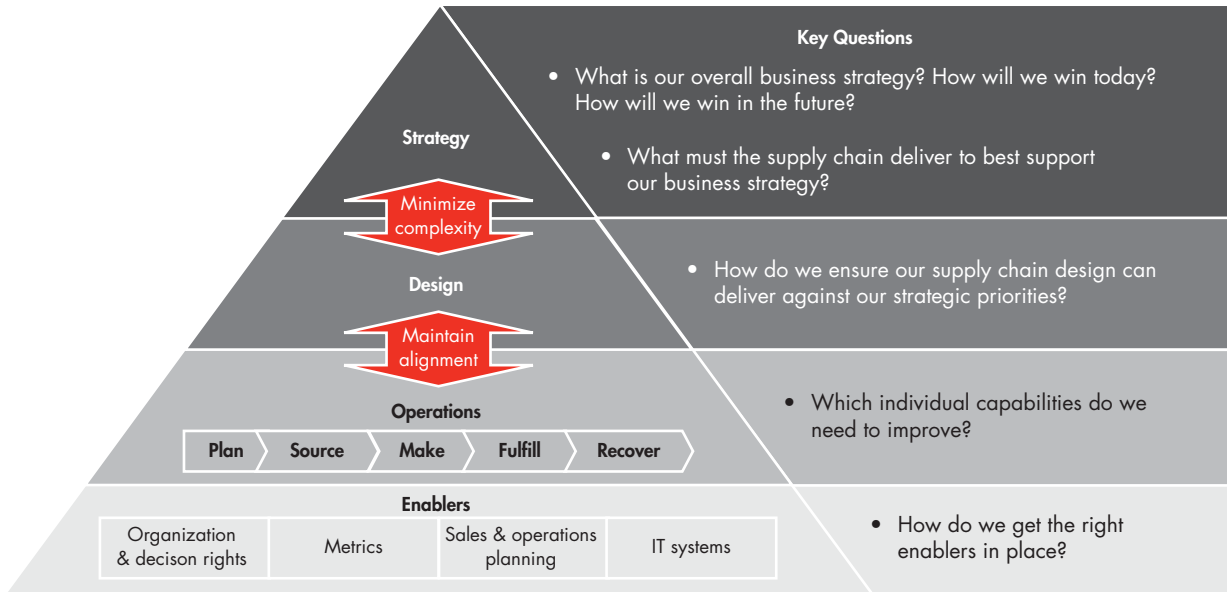 Key Questions
• What is our overall business strategy? How will we win today?
How will we win in the future?
Strategy
• What must the supply chain deliver to best support
our business strategy?
Minimize
complexity
• How do we ensure our supply chain design can
deliver against our strategic priorities?
Design
Maintain
alignment
Operations
• Which individual capabilities do we
need to improve?
Plan
Source
Make
Fulfill
Recover
Enablers
Organization
& decison rights
Metrics
Sales & operations
planning
IT systems
• How do we get the right
enablers in place?